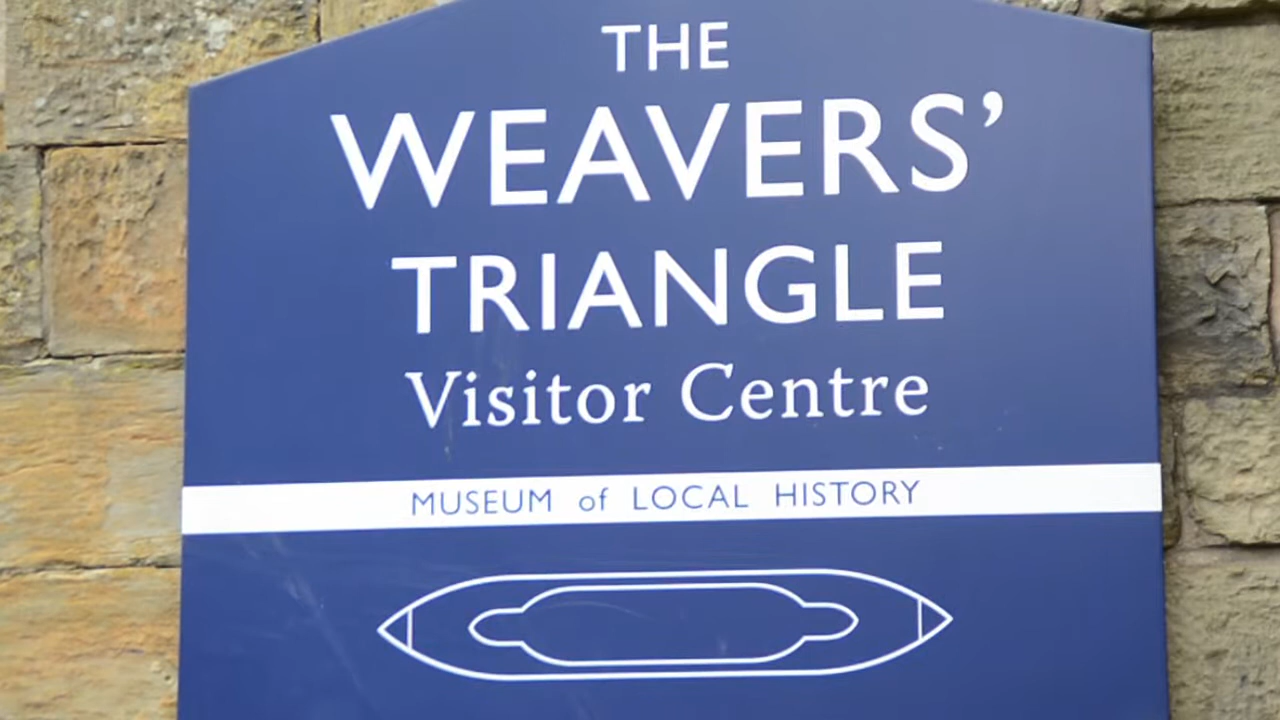 THE
WEAVERS’
TRIANGLE
Visitor Centre
MUSEUM of LOCAL HISTORY